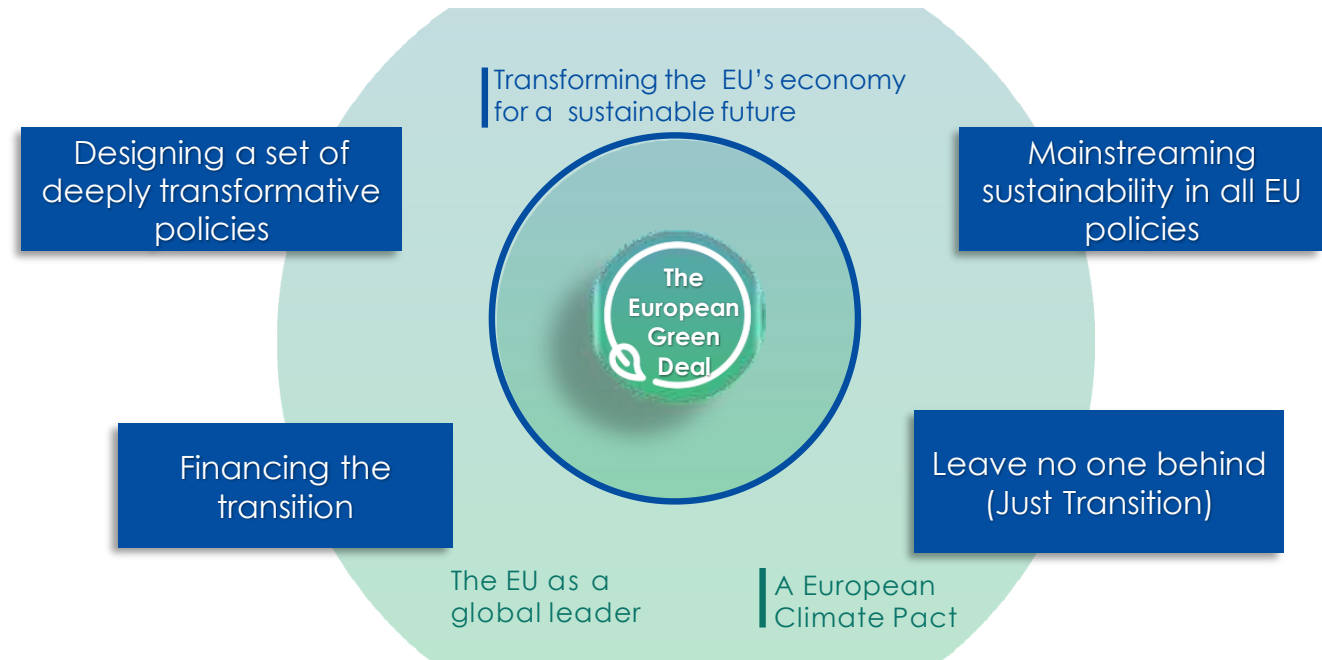 Transforming the EU's economy
for a sustainable future
Designing a set of
deeply transformative
policies
Mainstreaming
sustainability in all EU
policies
The
European
Green
Deal
Financing the
transition
Leave no one behind
(Just Transition)
The EU as a
global leader
A European
Climate Pact